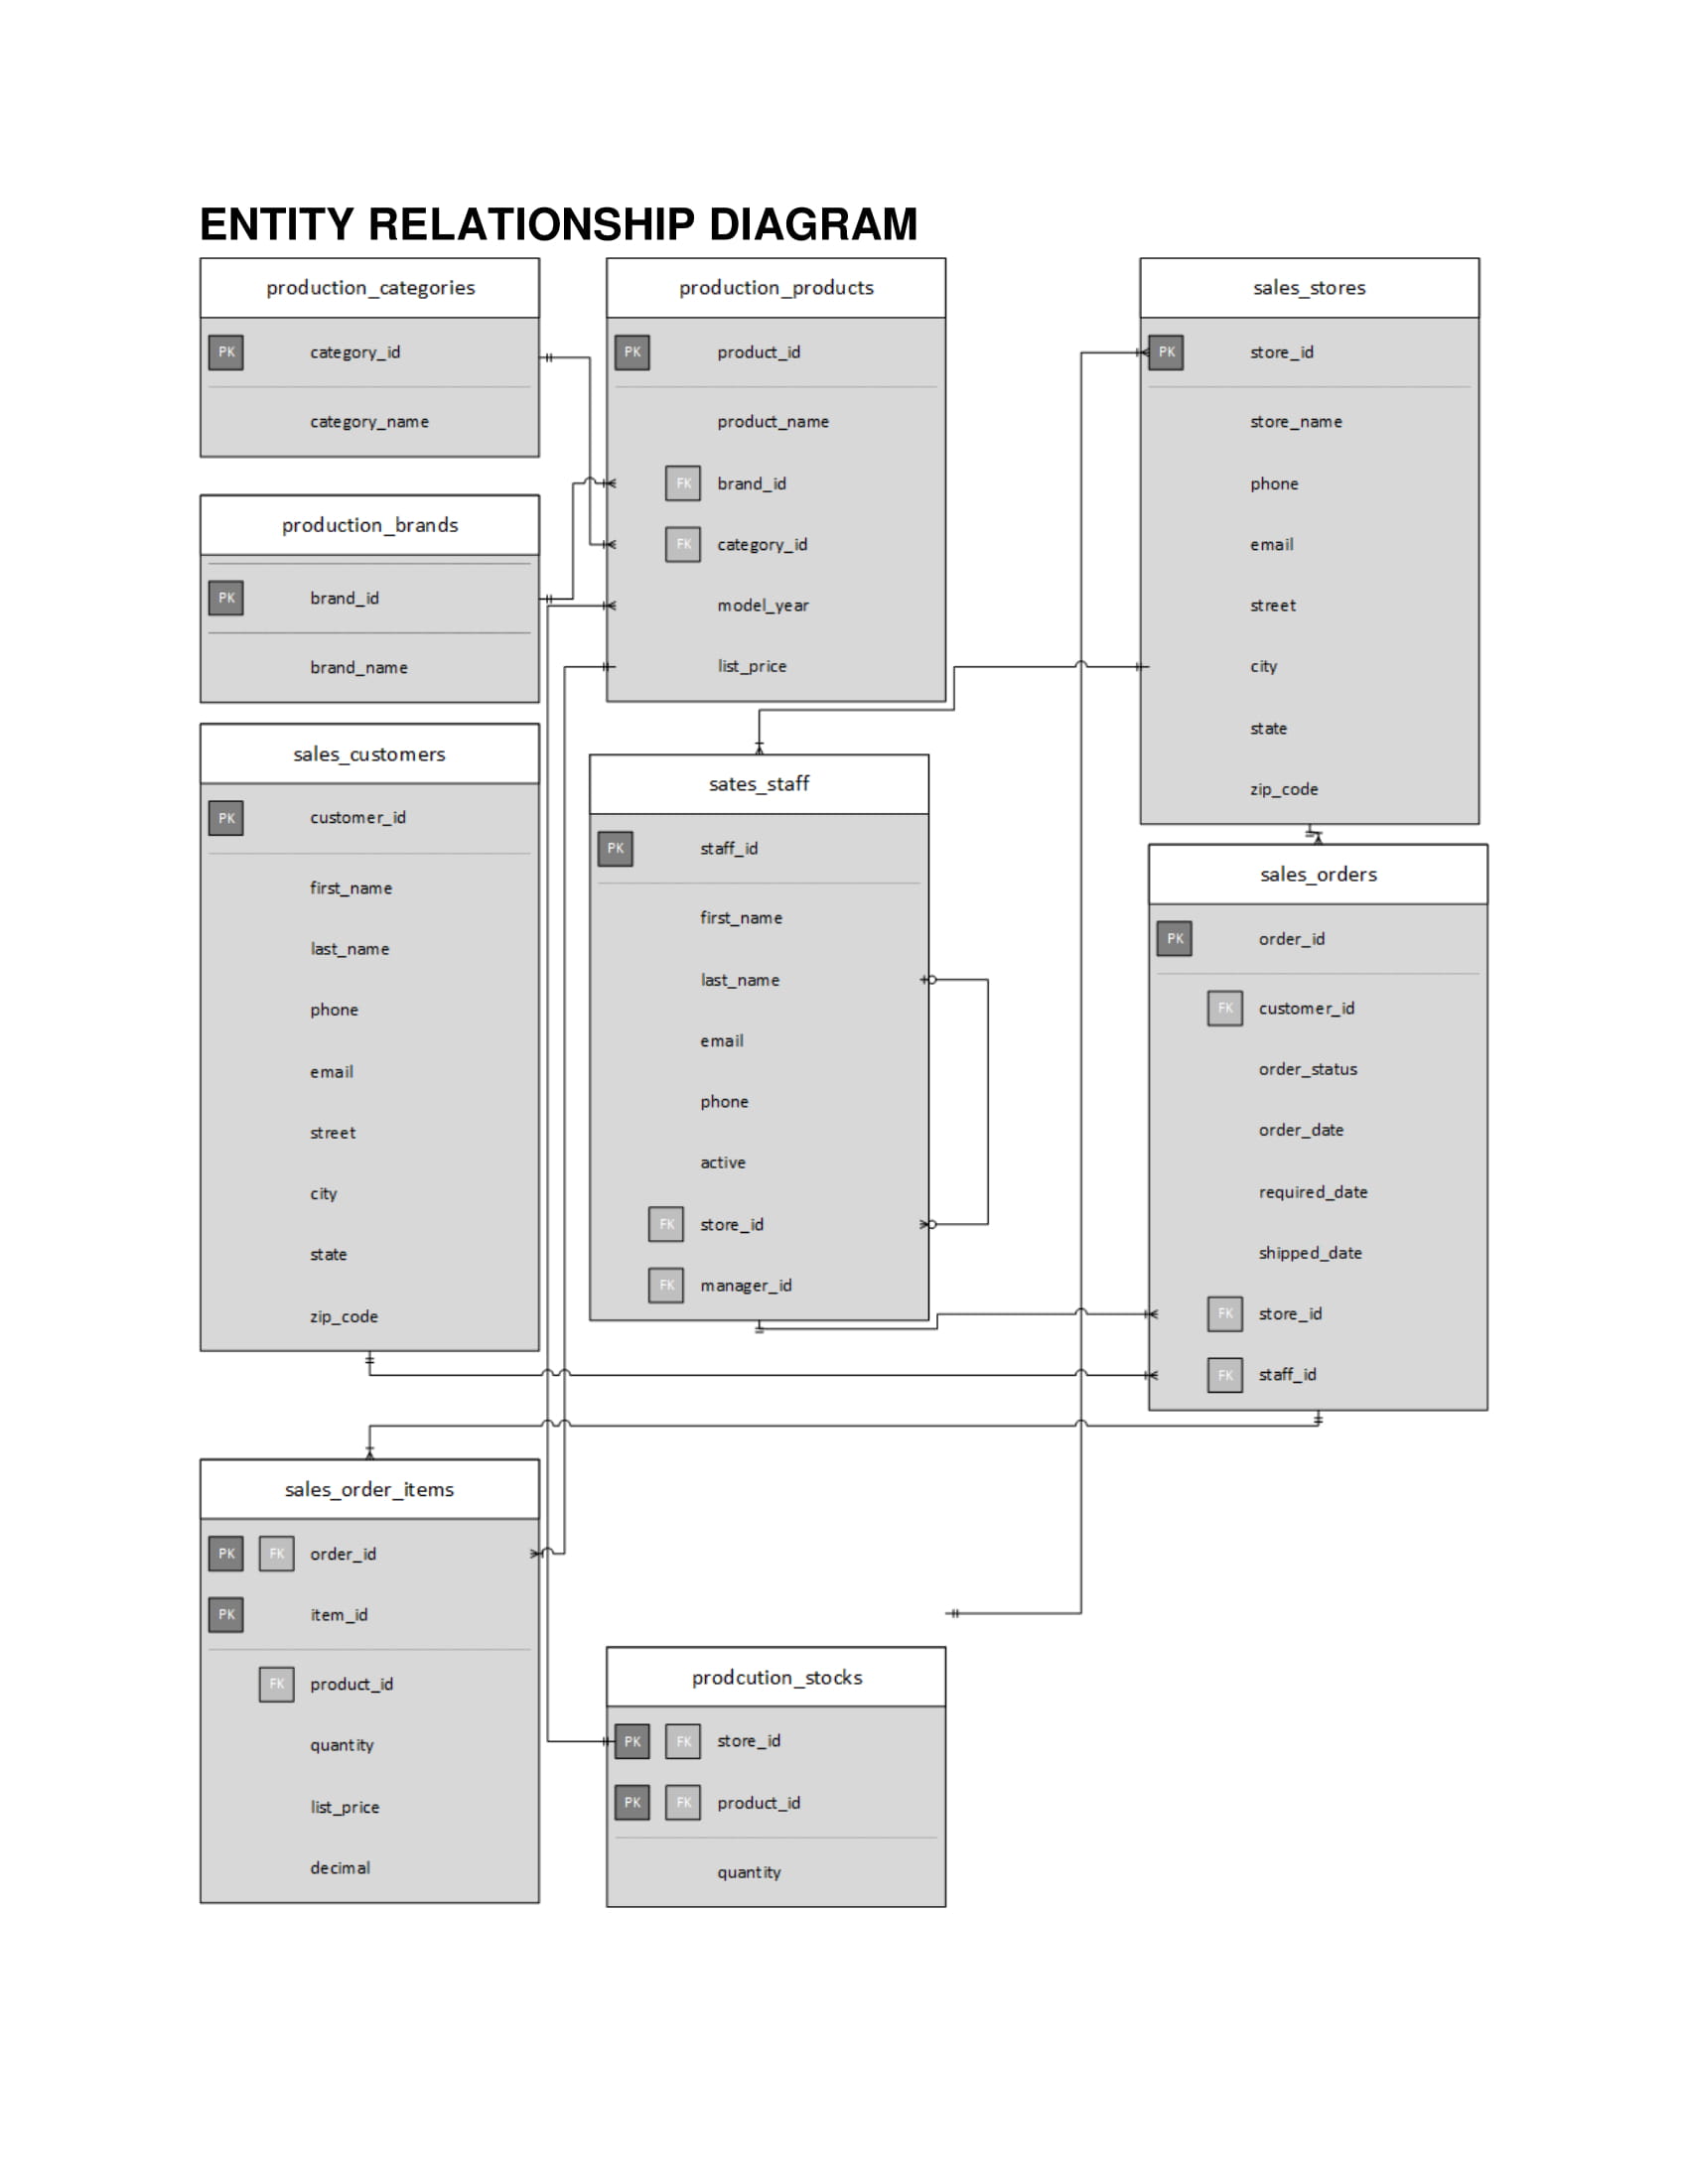 ENTITY RELATIONSHIP DIAGRAM
production_categories
PK category_id
category_name
production_brands
PK brand_id
brand_name
sales_customers
PK customer_id
first_name
last_name
phone
email
street
city
state
zip_code
sales_order_items
PK FK order_id
PK item_id
FK product_id
quantity
list_price
decimal
production_products
PK product_id
product_name
FK brand_id
FK category_id
model_year
list_price
sates_staff
PK staff_id
first_name
last_name
email
phone
active
FK store_id
FK manager_id
prodcution_stocks
PK FK store_id
PK FK product_id
quantity
sales_stores
PK store_id
store_name
phone
email
street
city
state
zip_code
sales_orders
PK order_id
FK customer_id
order_status
order_date
required_date
shipped_date
FK store_id
FK staff_id